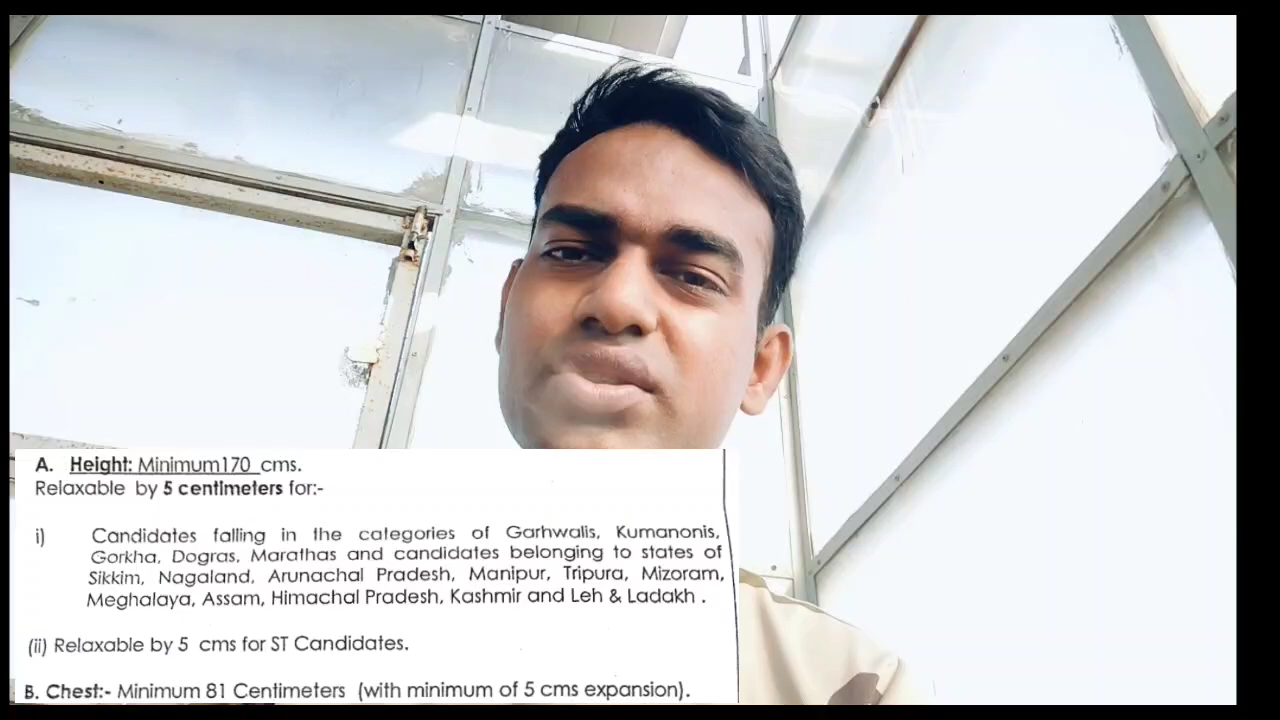 A. Height: Minimum170 cms.
Relaxable by 5 centimeters for:-
i) Candidates falling in the categories of Garhwalis, Kumanonis,
Gorkha, Dogras, Marathas and candidates belonging to states of
Sikkim, Nagaland, Arunachal Pradesh, Manipur, Tripura, Mizoram,
Meghalaya, Assam, Himachal Pradesh, Kashmir and Leh & Ladakh .
(ii) Relaxable by 5 cms for ST Candidates.
B. Chest:- Minimum 81 Centimeters (with minimum of 5 cms expansion).